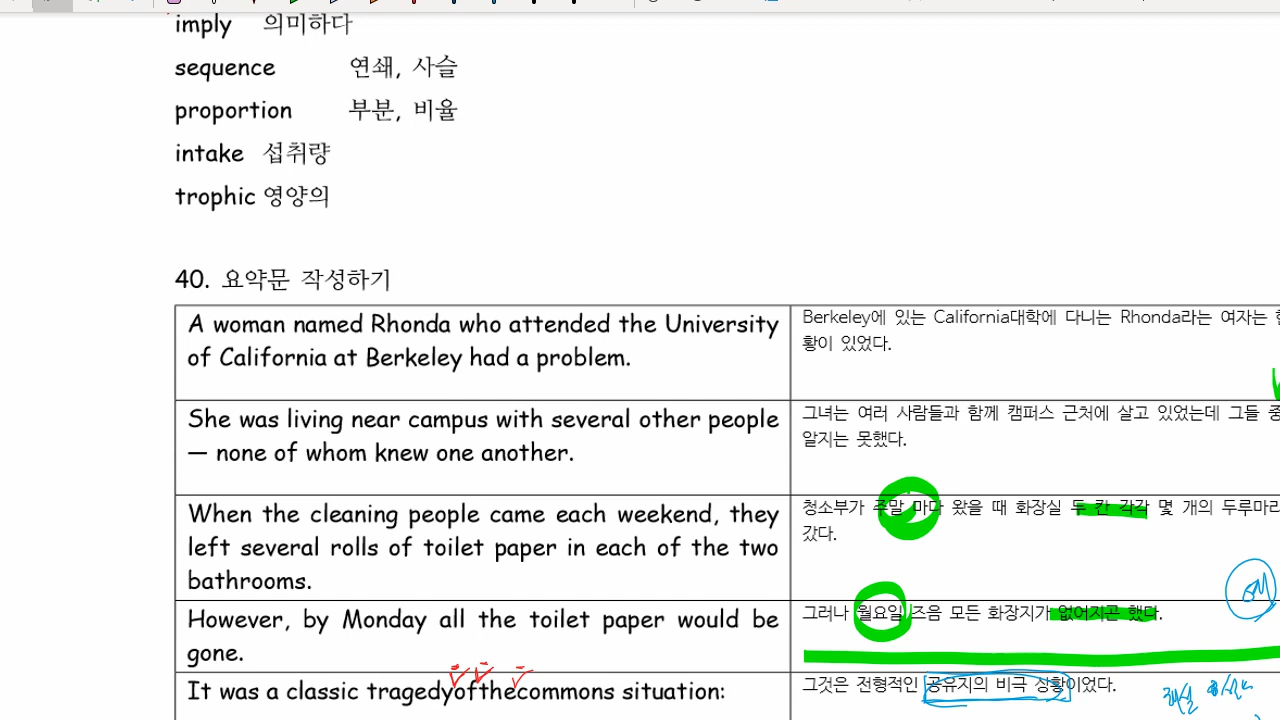 imply 의미하다
sequence 연쇄, 사슬
proportion 부분, 비율
intake 섭취량
trophic 영양의
40. 요약문 작성하기
A woman named Rhonda who attended the University
of California at Berkeley had a problem.
Berkeley에 있는 California대학에 다니는 Rhonda라는 여자는
황이 있었다.
She was living near campus with several other people
— none of whom knew one another.
그녀는 여러 사람들과 함께 캠퍼스 근처에 살고 있었는데 그들
알지는 못했다.
When the cleaning people came each weekend, they
left several rolls of toilet paper in each of the two
bathrooms.
청소부가 주말 마다 왔을 때 화장실 두 칸 각각 몇 개의 두루마리
갔다.
However, by Monday all the toilet paper would be
gone.
그러나 월요일 즈음 모든 화장지가 없어지곤 했다.
It was a classic tragedyofthecommons situation:
그것은 전형적인 공유지의 비극 상황이었다.